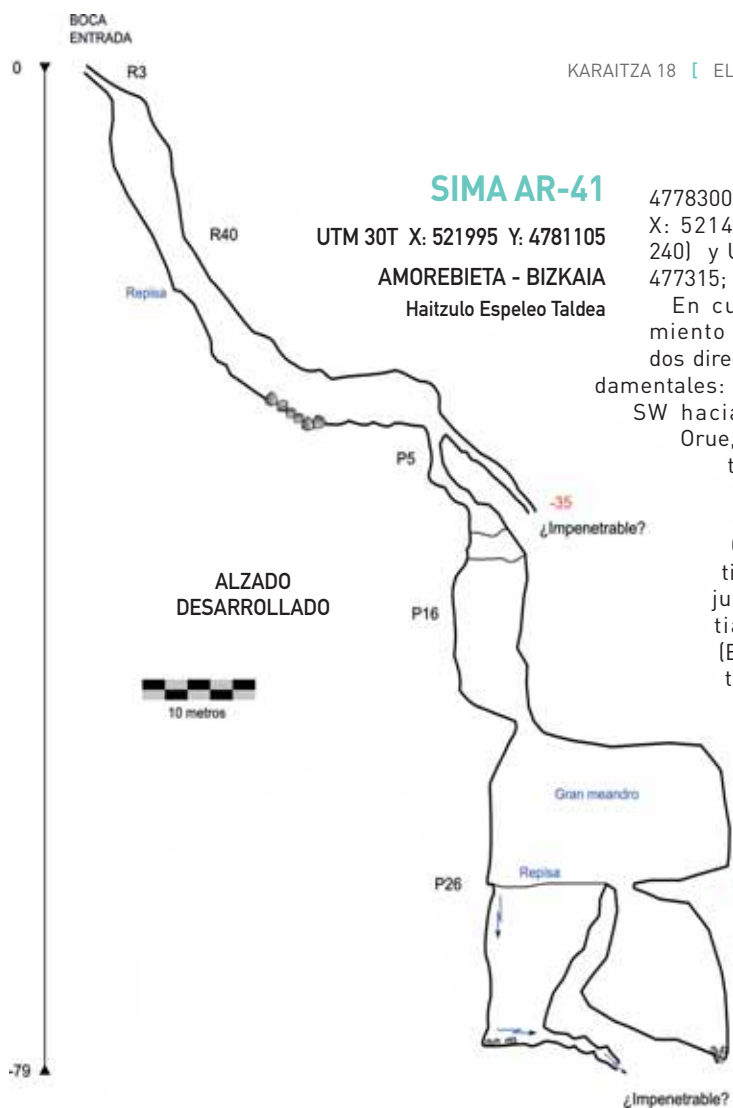 BOCA
ENTRADA
0
R3
KARAITZA 18 [ EL
SIMA AR-41
UTM 30T X: 521995 Y: 4781105
AMOREBIETA - BIZKAIA
Haitzulo Espeleo Taldea
R40
Repisa
P5
-35
¿Impenetrable?
ALZADO
DESARROLLADO
P16
10 metros
Gran meandro
P26
Repisa
-79
¿Impenetrable?
4778300
X: 5214
240) y U
477315;
En cu
miento
dos direc
damentales:
SW hacia
Orue,
t
ti
ju
tia
(E
t